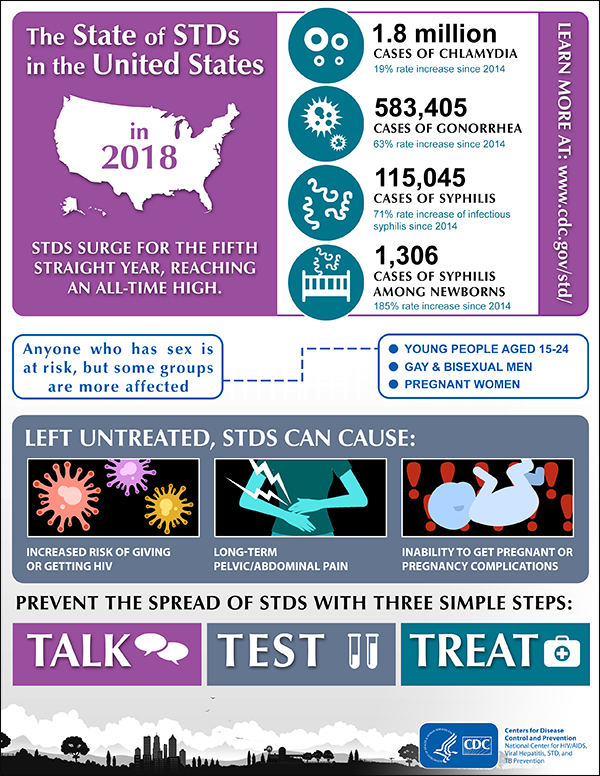 The State of STDs
in the United States
in
2018
STDS SURGE FOR THE FIFTH
STRAIGHT YEAR, REACHING
AN ALL-TIME HIGH.
1.8 million
CASES OF CHLAMYDIA
19% rate increase since 2014
583,405
CASES OF GONORRHEA
63% rate increase since 2014
115,045
CASES OF SYPHILIS
71% rate increase of infectious
syphilis since 2014
1,306
CASES OF SYPHILIS
AMONG NEWBORNS
185% rate increase since 2014
LEARN MORE AT: www.cdc.gov/std/
Anyone who has sex is
at risk, but some groups
are more affected
● YOUNG PEOPLE AGED 15-24
● GAY & BISEXUAL MEN
● PREGNANT WOMEN
LEFT UNTREATED, STDS CAN CAUSE:
INCREASED RISK OF GIVING
OR GETTING HIV
LONG-TERM
PELVIC/ABDOMINAL PAIN
INABILITY TO GET PREGNANT OR
PREGNANCY COMPLICATIONS
PREVENT THE SPREAD OF STDS WITH THREE SIMPLE STEPS:
TALK
TEST
TREAT
CDC
Centers for Disease
Control and Prevention
National Center for HIV/AIDS,
Viral Hepatitis, STD, and
TB Prevention